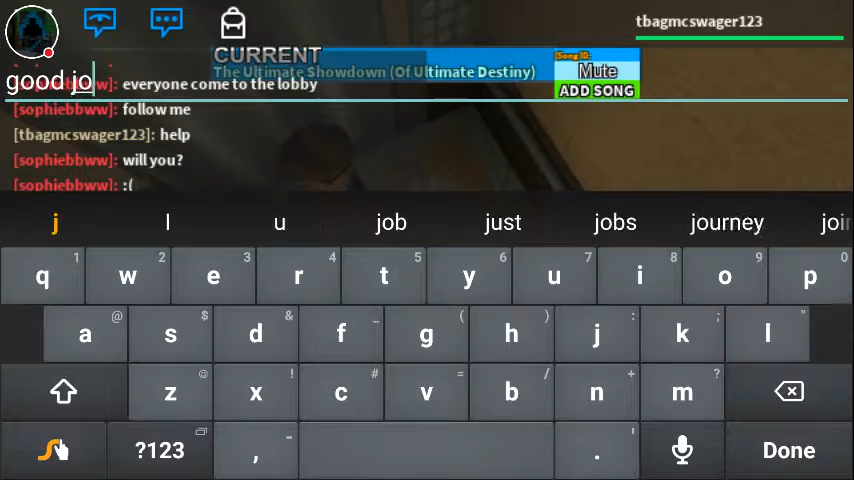 tbagmcswager123
CURRENT
The Ultimate Showdown (Of Ultimate Destiny)
[Song ID:
Mute
ADD SONG
good jo
everyone come to the lobby
[sophiebbww]: follow me
[tbagmcswager123]: help
[sophiebbww]: will you?
[sophiebbww]: :(
j l u job just jobs journey joi
q 1 w 2 e 3 r 4 t 5 y 6 u 7 i 8 o 9 p 0
a @ s $ d & f _ g ( h ) j : k ; l "
z x ! c # v = b / n + m ?
?123 , - . ' Done